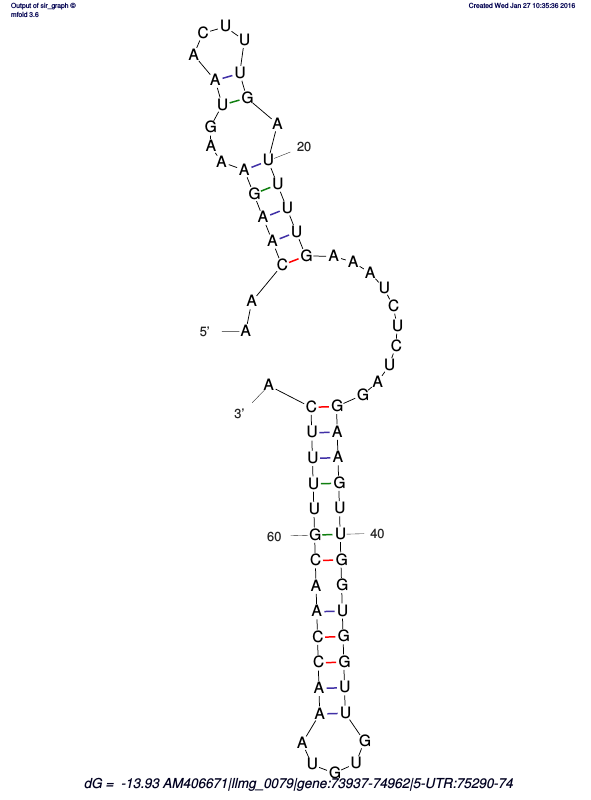 Output of sir_graph ©
mfold 3.6
Created Wed Jan 27 10:35:36 2016
C U
U
A
A U
U G
G A
A 20
A A U
G U
A U
A U
C G A A A
U
A C
5' A U
C
U
A
A G
3' C G
U A
U A
U G
U U
60 G U 40
C G
A G
A U
C G
C G
A U
A U
A G
U G U
dG = -13.93 AM406671|llmg_0079|gene:73937-74962|5-UTR:75290-74